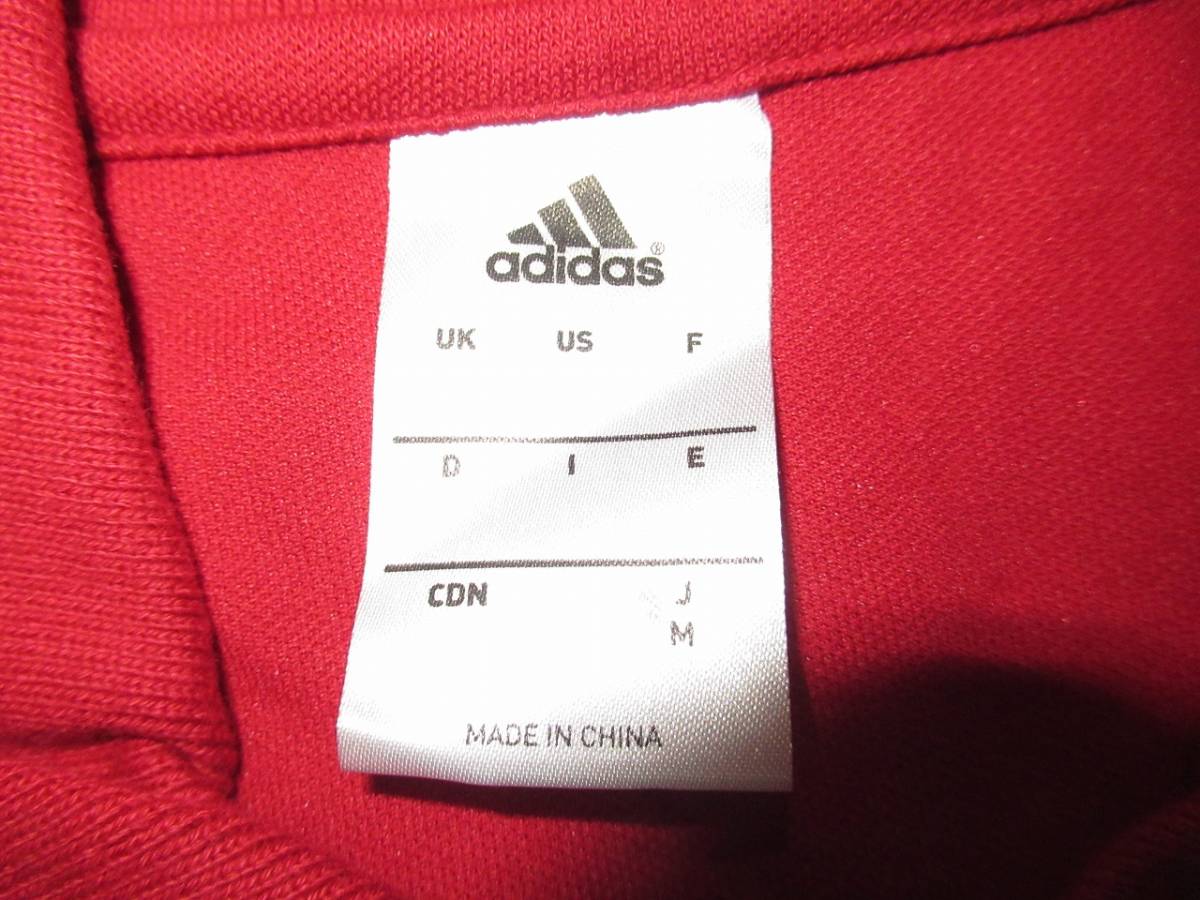 adidas®
UK US F
D I E
CDN J
M
MADE IN CHINA